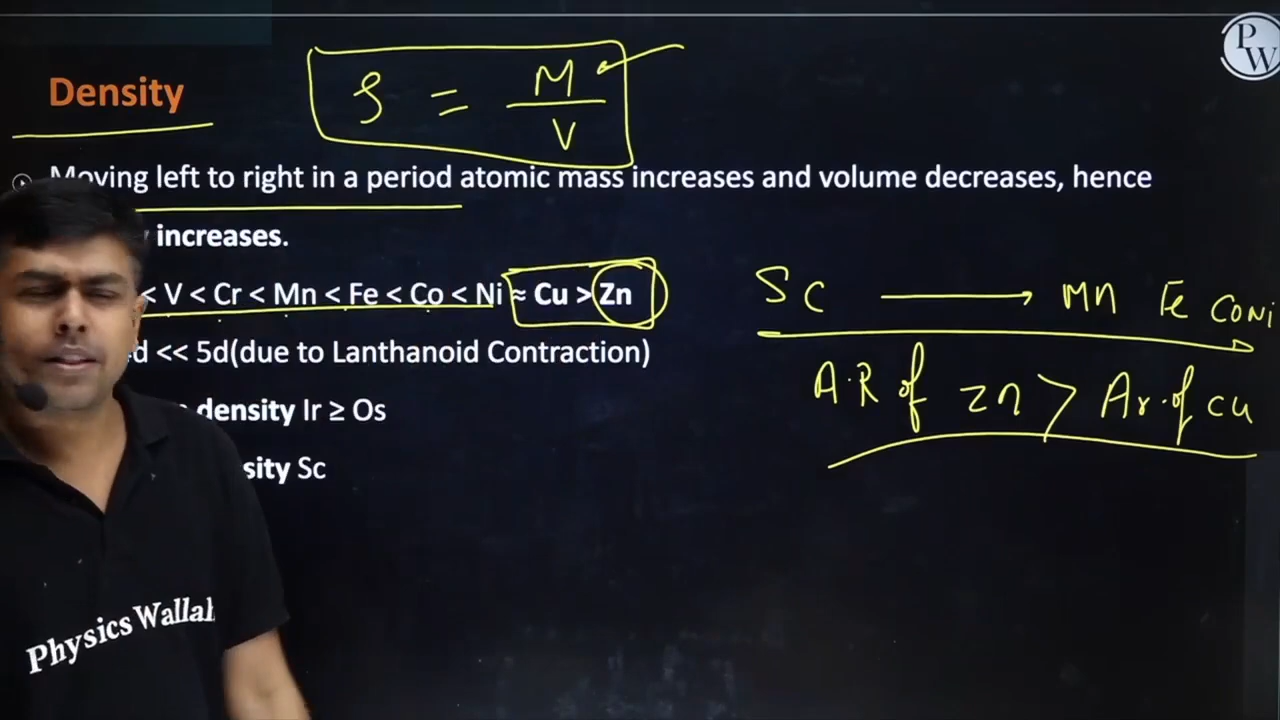 Density
ρ = M / V
PW
Moving left to right in a period atomic mass increases and volume decreases, hence
increases.
< V < Cr < Mn < Fe < Co < Ni ≈ Cu > Zn
Sc → Mn Fe CoNi
d << 5d(due to Lanthanoid Contraction)
A.R of Zn > Ar.of Cu
density Ir ≥ Os
sity Sc
Physics Wallah